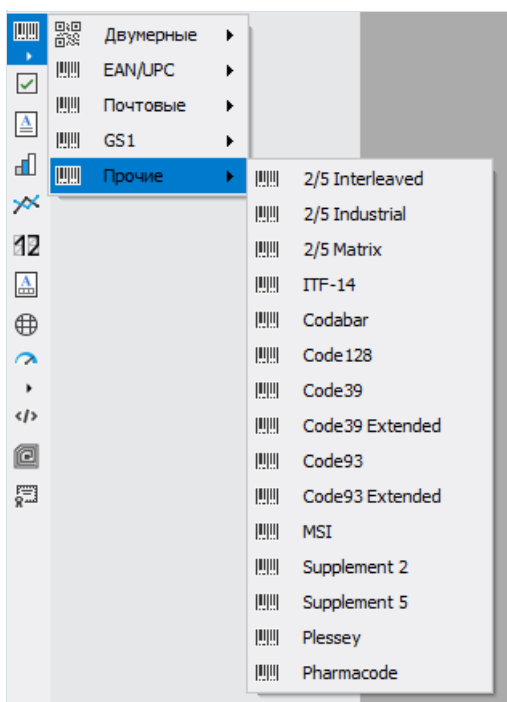 Двумерные
EAN/UPC
Почтовые
GS1
Прочие
2/5 Interleaved
2/5 Industrial
2/5 Matrix
ITF-14
Codabar
Code128
Code39
Code39 Extended
Code93
Code93 Extended
MSI
Supplement 2
Supplement 5
Plessey
Pharmacode
A
12
A